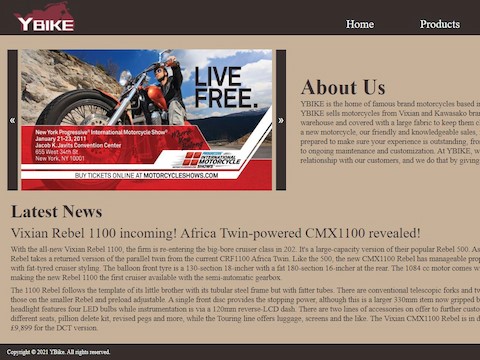 YBIKE
Home Products
LIVE
FREE.
New York Progressive® International Motorcycle Show®
January 21-23, 2011
Jacob K. Javits Convention Center
655 West 34th St
New York, NY 10001
PROGRESSIVE
INTERNATIONAL
MOTORCYCLE
SHOWS
BUY TICKETS ONLINE AT MOTORCYCLESHOWS.COM
«
»
About Us
YBIKE is the home of famous brand motorcycles based in
YBIKE sells motorcycles from Vixian and Kawasako bran
warehouse and covered with a large fabric to keep them c
a new motorcycle, our friendly and knowledgeable sales,
prepared to make sure your experience is outstanding, fro
to ongoing maintenance and customization. At YBIKE, w
relationship with our customers, and we do that by giving
Latest News
Vixian Rebel 1100 incoming! Africa Twin-powered CMX1100 revealed!
With the all-new Vixian Rebel 1100, the firm is re-entering the big-bore cruiser class in 202. It's a large-capacity version of their popular Rebel 500. As
Rebel takes a returned version of the parallel twin from the current CRF1100 Africa Twin. Like the 500, the new CMX1100 Rebel has manageable prop
with fat-tyred cruiser styling. The balloon front tyre is a 130-section 18-incher with a fat 180-section 16-incher at the rear. The 1084 cc motor comes w
making the new Rebel 1100 the first cruiser available with the semi-automatic gearbox.
The 1100 Rebel follows the template of its little brother with its tubular steel frame but with fatter tubes. There are conventional telescopic forks and tw
those on the smaller Rebel and preload adjustable. A single front disc provides the stopping power, although this is a larger 330mm item now gripped b
headlight features four LED bulbs while instrumentation is via a 120mm reverse-LCD dash. There are two lines of accessories on offer to further custom
different seats, pillion delete kit, revised pegs and more, while the Touring line offers luggage, screens and the like. The Vixian CMX1100 Rebel is in d
£9,899 for the DCT version.
Copyright © 2021 YBike. All rights reserved.